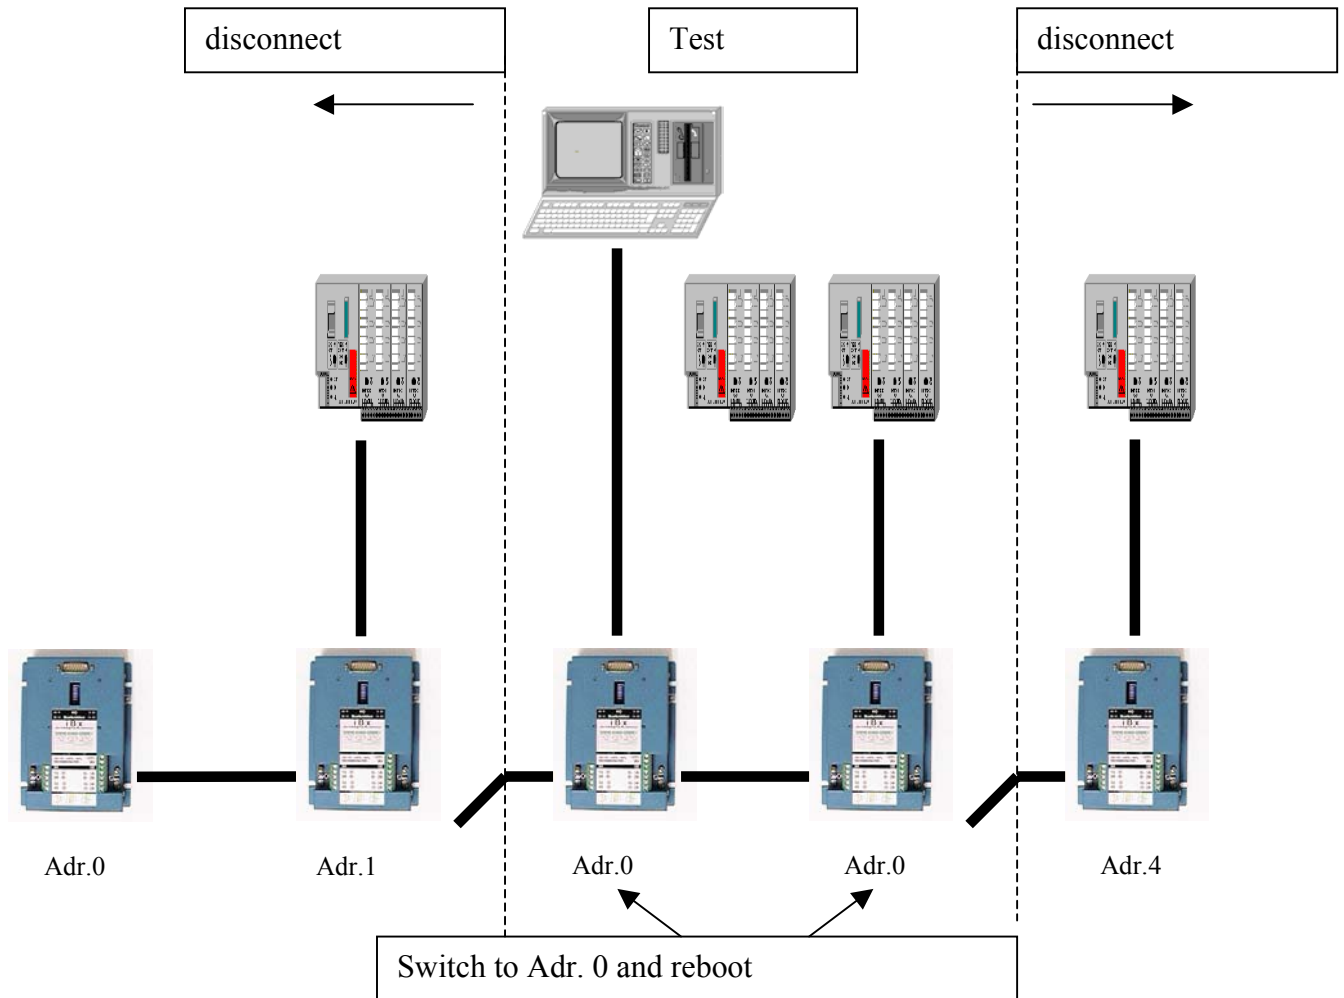 disconnect
Test
disconnect
Adr.0
Adr.1
Adr.0
Adr.0
Adr.4
Switch to Adr. 0 and reboot